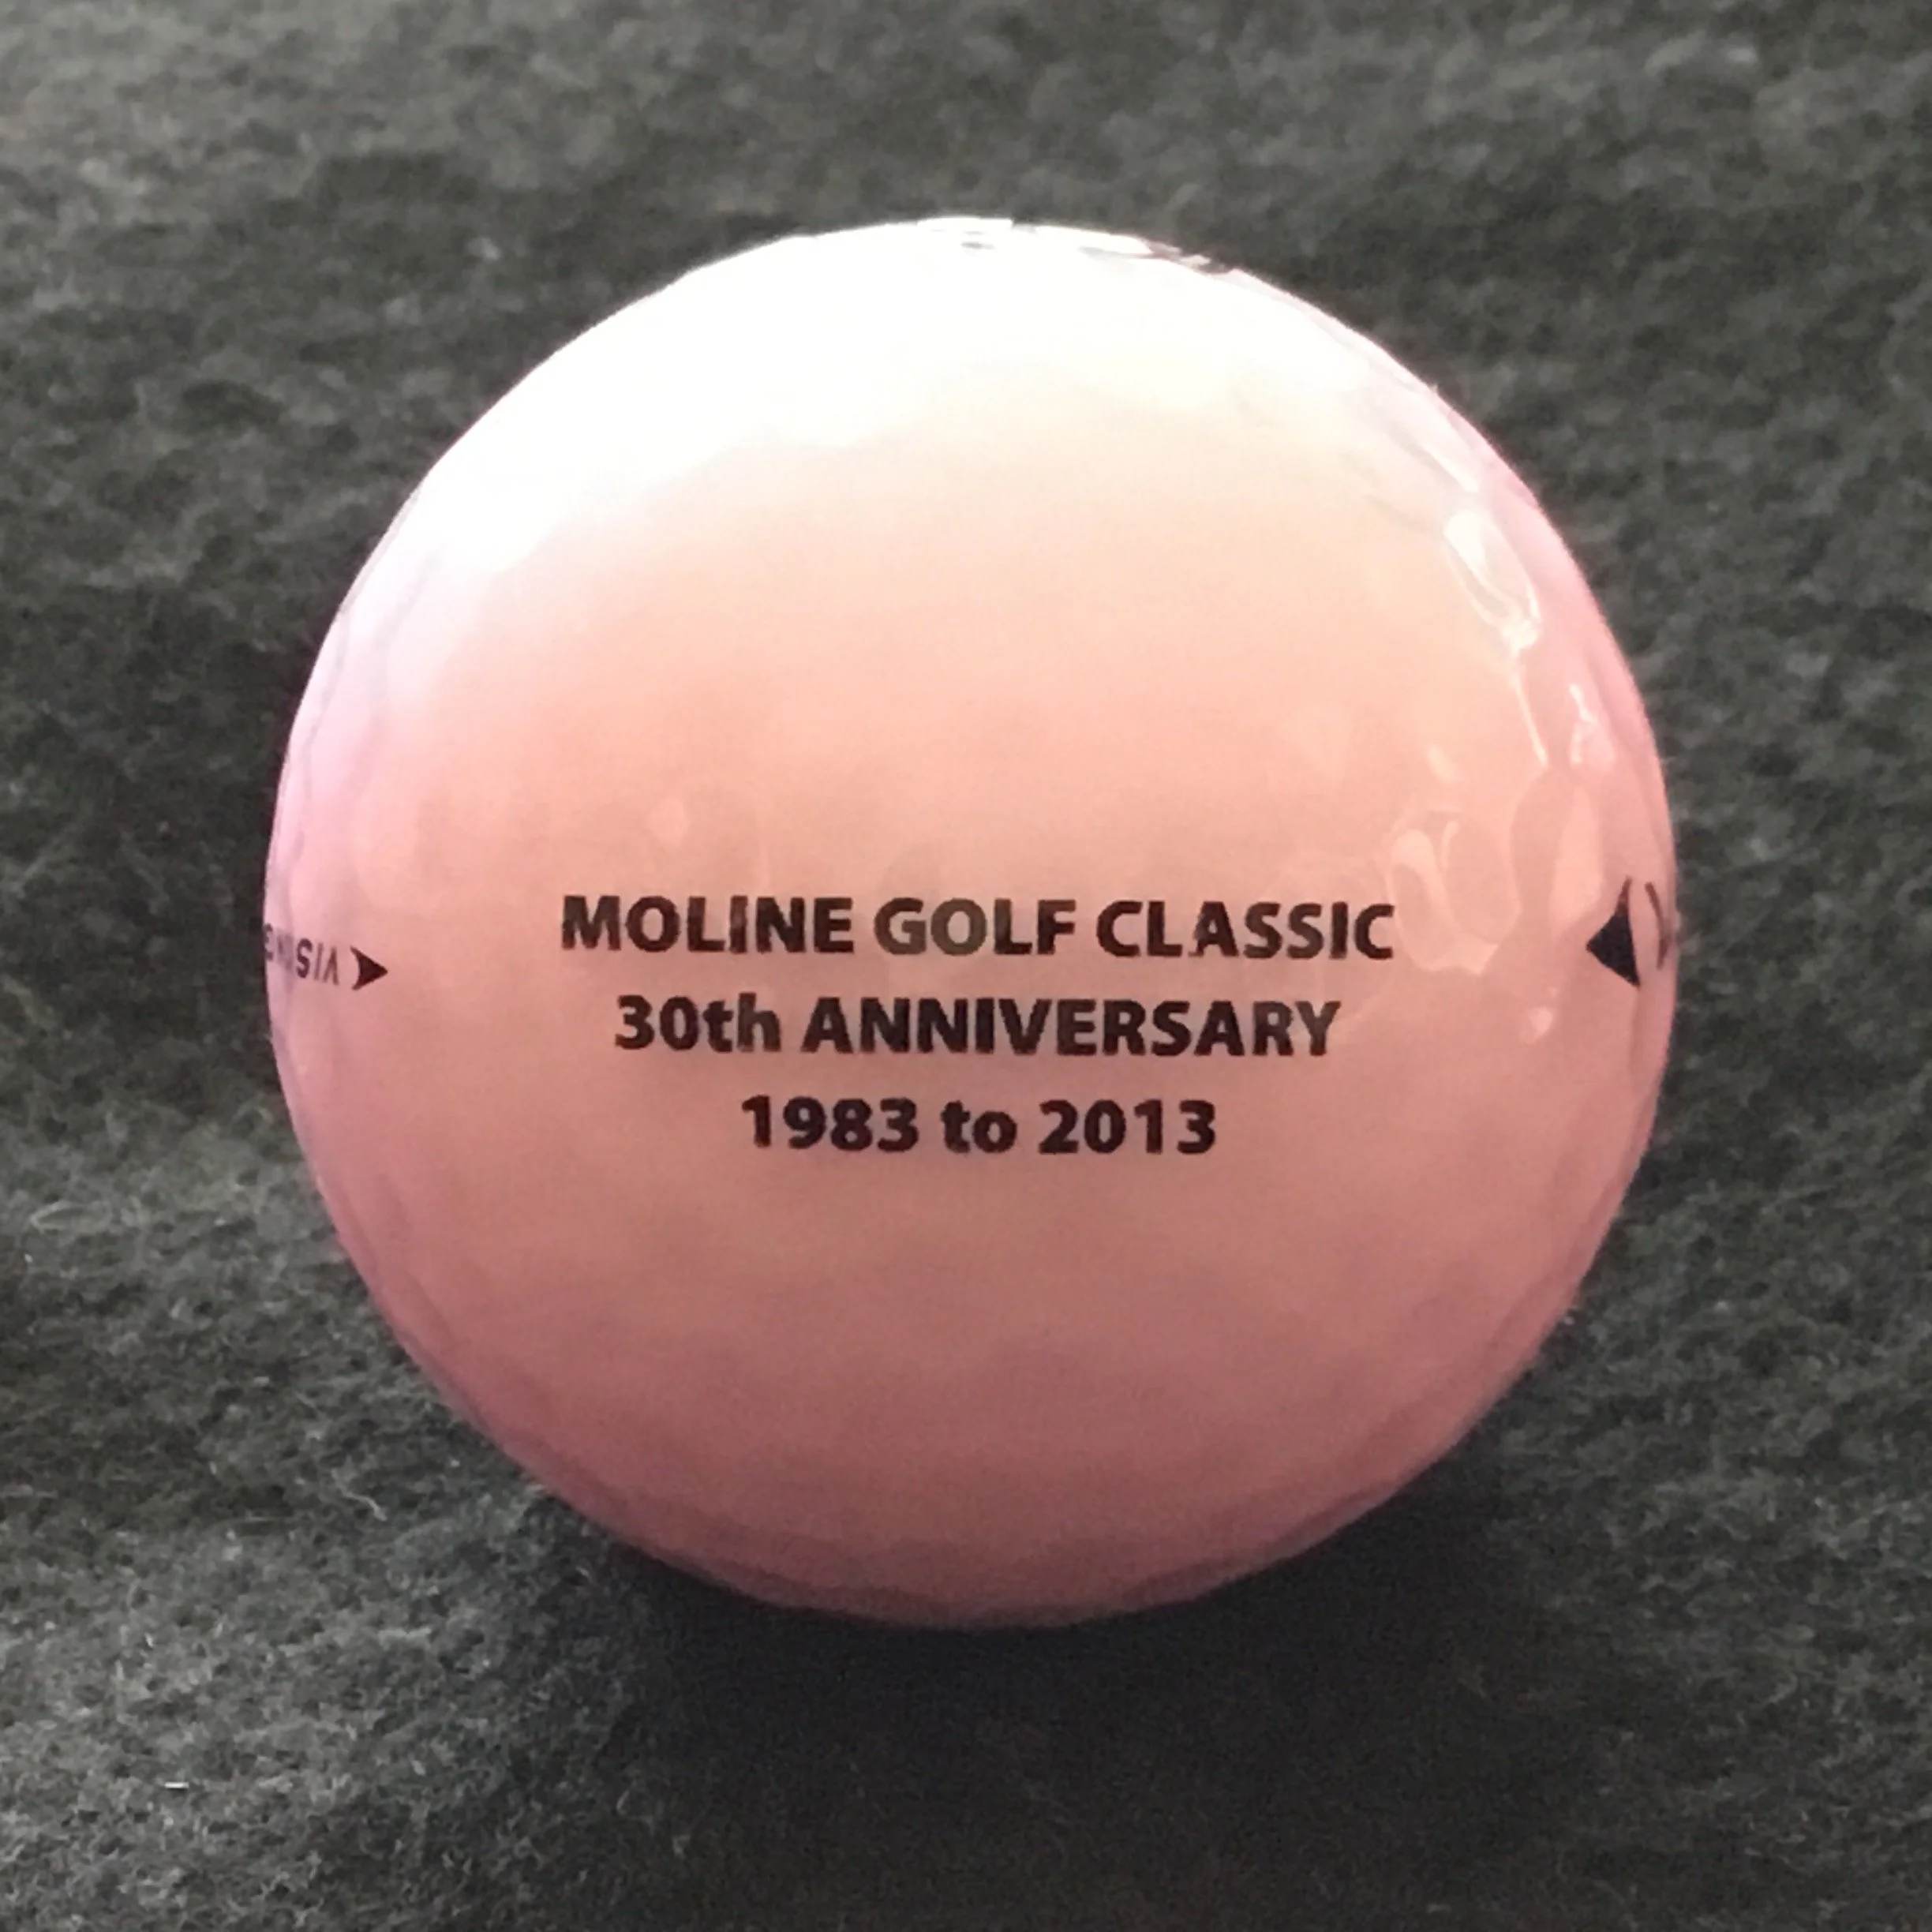 MOLINE GOLF CLASSIC
30th ANNIVERSARY
1983 to 2013